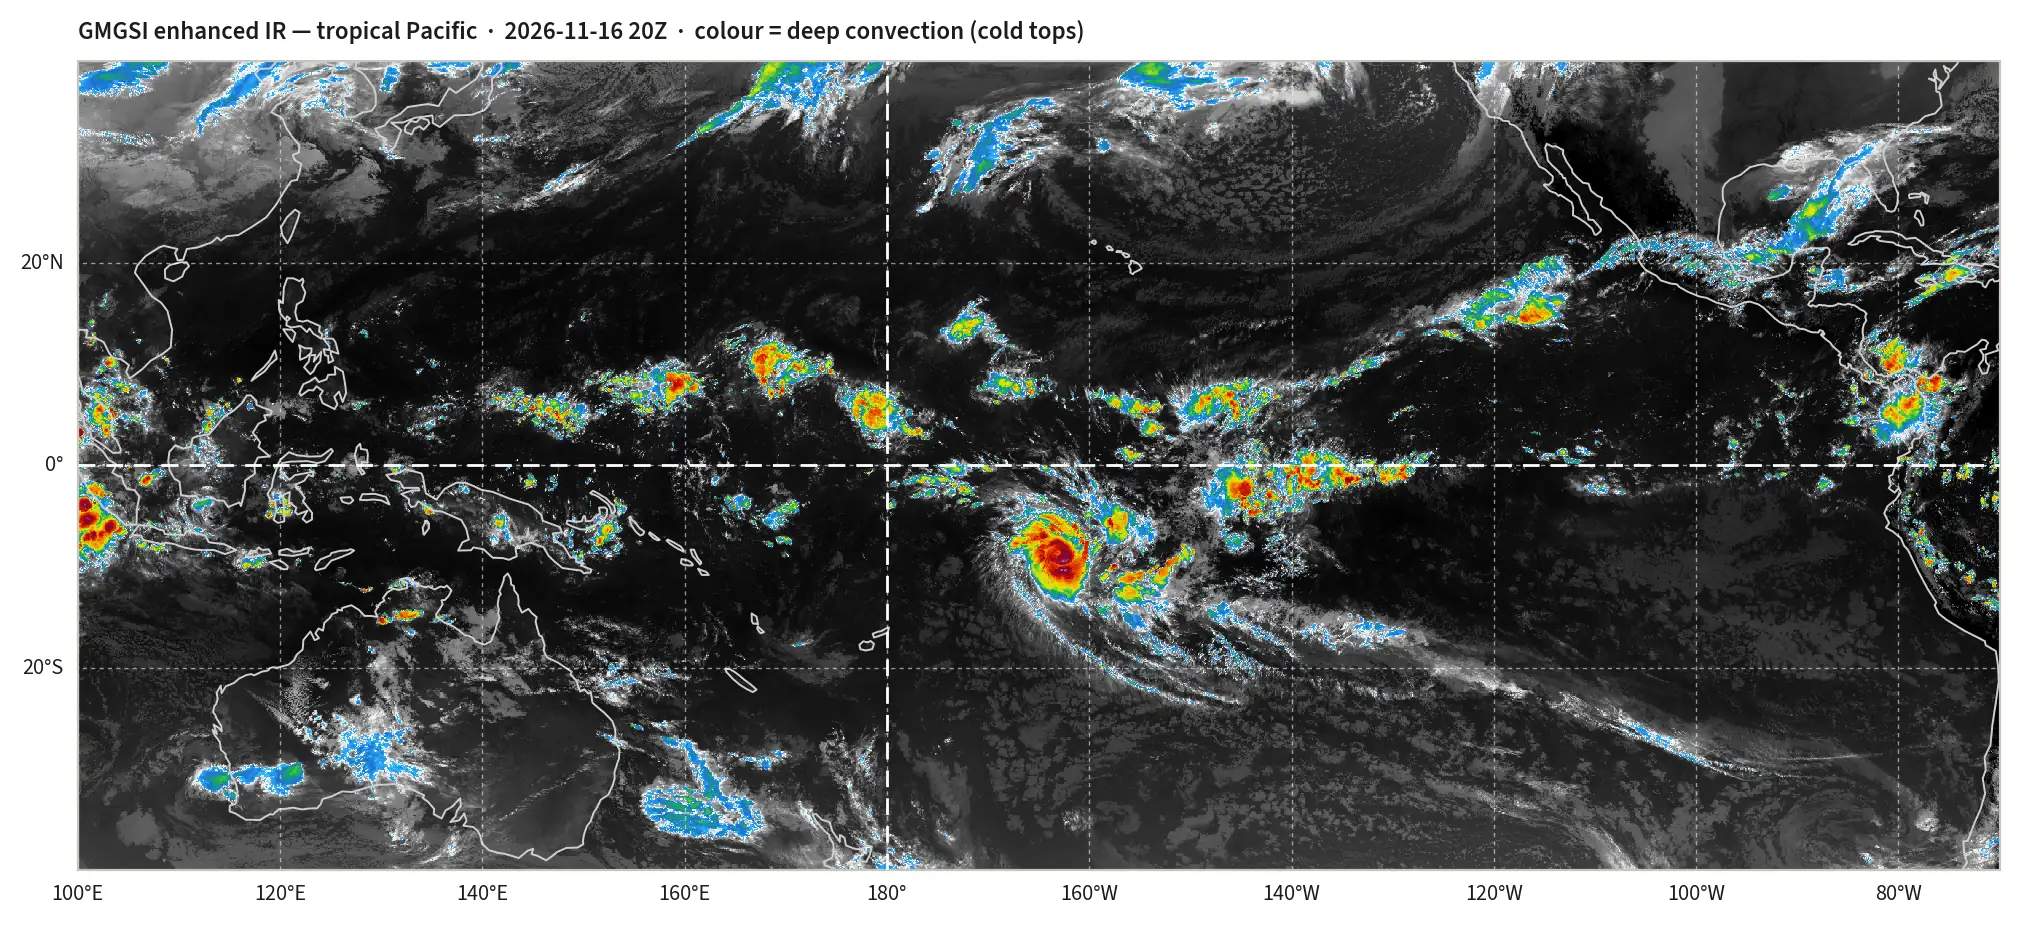 GMGSI enhanced IR — tropical Pacific · 2026-11-16 20Z · colour = deep convection (cold tops)
20°N
0°
20°S
100°E 120°E 140°E 160°E 180° 160°W 140°W 120°W 100°W 80°W